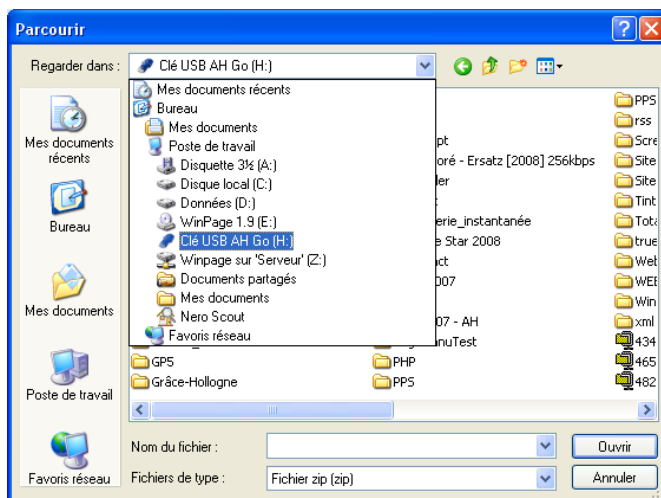 Parcourir
Regarder dans :
Clé USB AH Go (H:)
Mes documents récents
Bureau
Mes documents
Poste de travail
Disquette 3½ (A:)
Disque local (C:)
Données (D:)
WinPage 1.9 (E:)
Clé USB AH Go (H:)
Winpage sur 'Serveur' (Z:)
Documents partagés
Mes documents
Nero Scout
Favoris réseau
Mes documents
récents
Bureau
Mes documents
Poste de travail
Favoris réseau
GP5
Grâce-Hollogne
pt
oré - Ersatz [2008] 256kbps
ler
erie_instantanée
e Star 2008
act
007
07 - AH
nuTest
PHP
PPS
PPS
rss
Scre
Site
Site
Tint
Tota
true
Web
WEE
Win
xml
434
465
482
Nom du fichier :
Ouvrir
Fichiers de type :
Fichier zip (zip)
Annuler